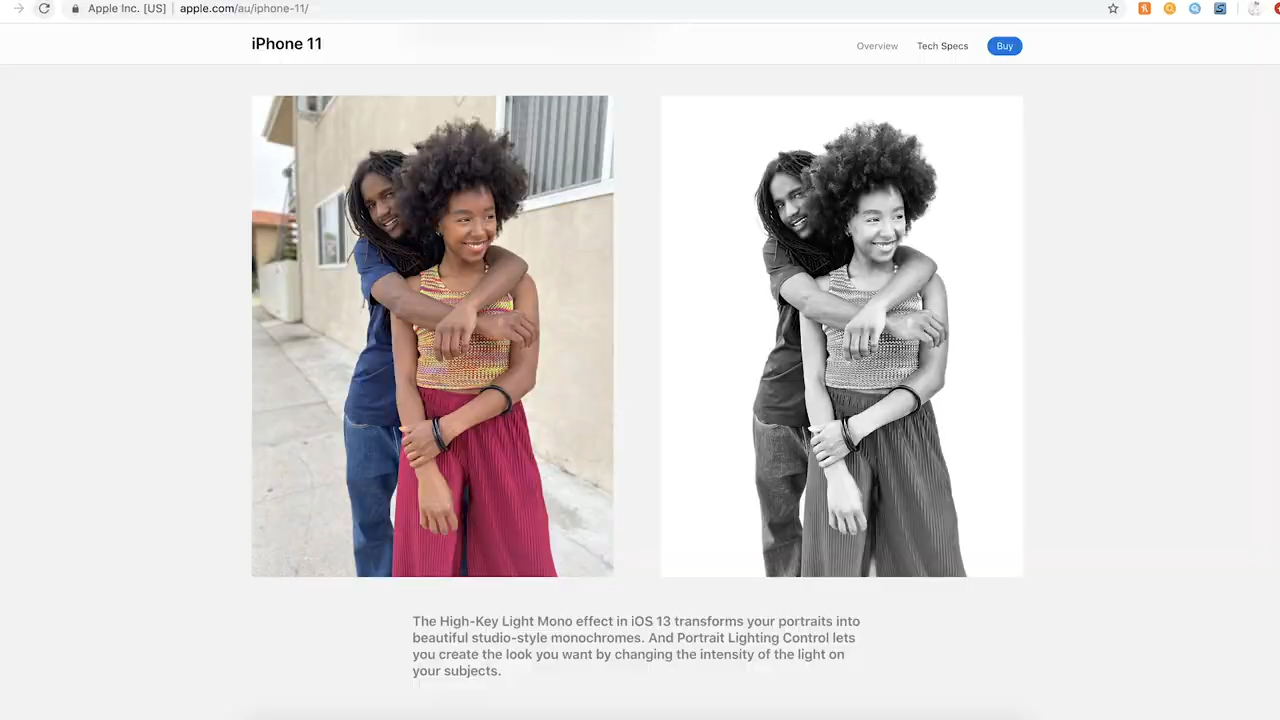 Apple Inc. [US] | apple.com/au/iphone-11/
iPhone 11
Overview Tech Specs Buy
The High-Key Light Mono effect in iOS 13 transforms your portraits into
beautiful studio-style monochromes. And Portrait Lighting Control lets
you create the look you want by changing the intensity of the light on
your subjects.